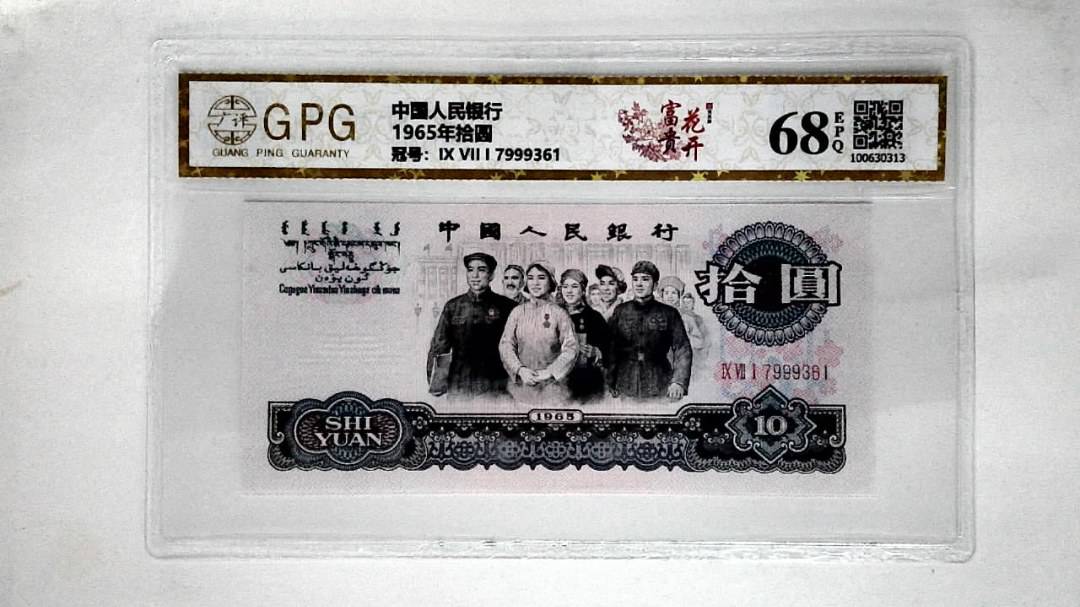 广评
GPG
GUANG PING GUARANTY
中国人民银行
1965年拾圆
冠号：IX VII I 7999361
富贵
花开
68
EPQ
100630313
中國人民銀行
拾圓
IX VII I 7999361
1965
SHI
YUAN
10